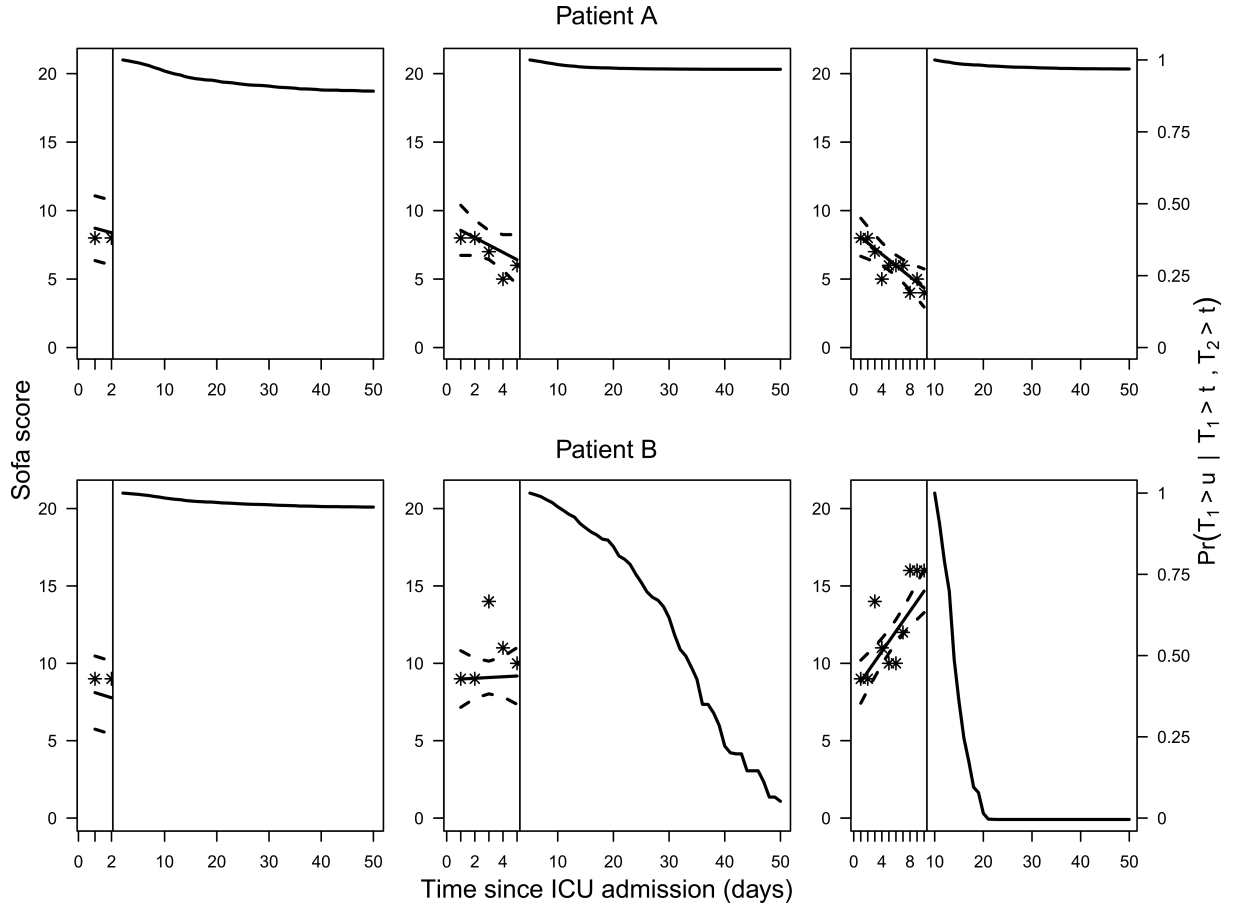 Patient A
20 15 10 5 0
0 2 10 20 30 40 50
20 15 10 5 0
0 2 4 10 20 30 40 50
20 15 10 5 0
0 4 8 10 20 30 40 50
1 0.75 0.50 0.25 0
Sofa score
Pr(T1 > u | T1 > t , T2 > t)
Patient B
20 15 10 5 0
0 2 10 20 30 40 50
20 15 10 5 0
0 2 4 10 20 30 40 50
20 15 10 5 0
0 4 8 10 20 30 40 50
1 0.75 0.50 0.25 0
Time since ICU admission (days)